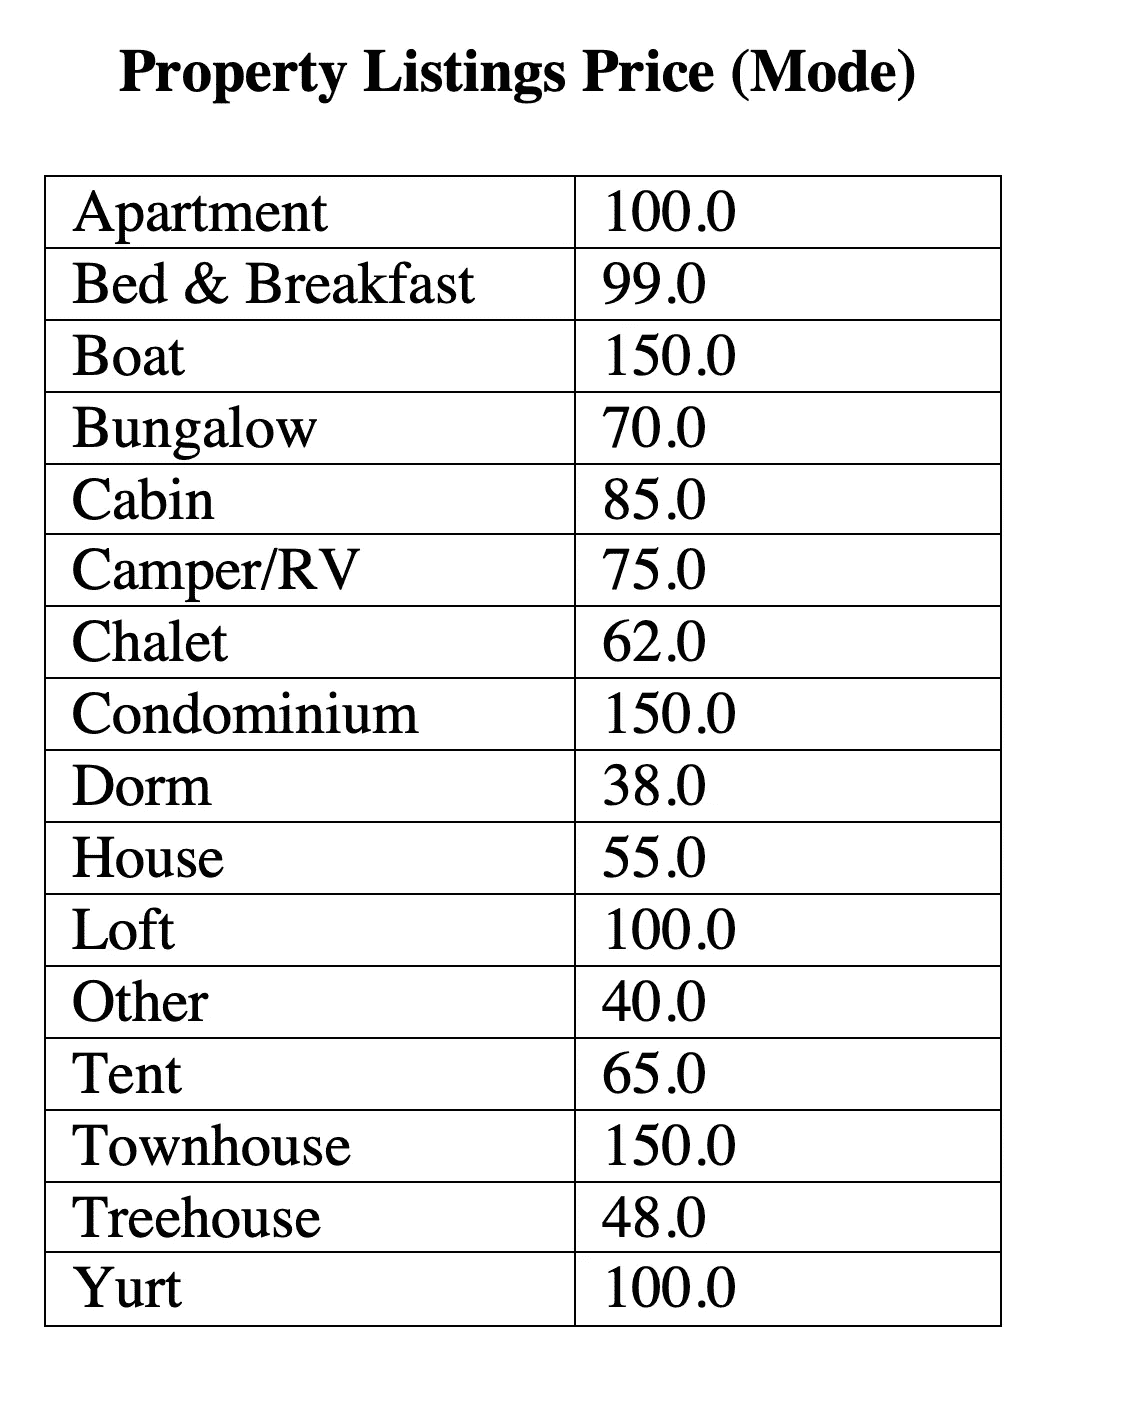 Property Listings Price (Mode)
Apartment 100.0
Bed & Breakfast 99.0
Boat 150.0
Bungalow 70.0
Cabin 85.0
Camper/RV 75.0
Chalet 62.0
Condominium 150.0
Dorm 38.0
House 55.0
Loft 100.0
Other 40.0
Tent 65.0
Townhouse 150.0
Treehouse 48.0
Yurt 100.0